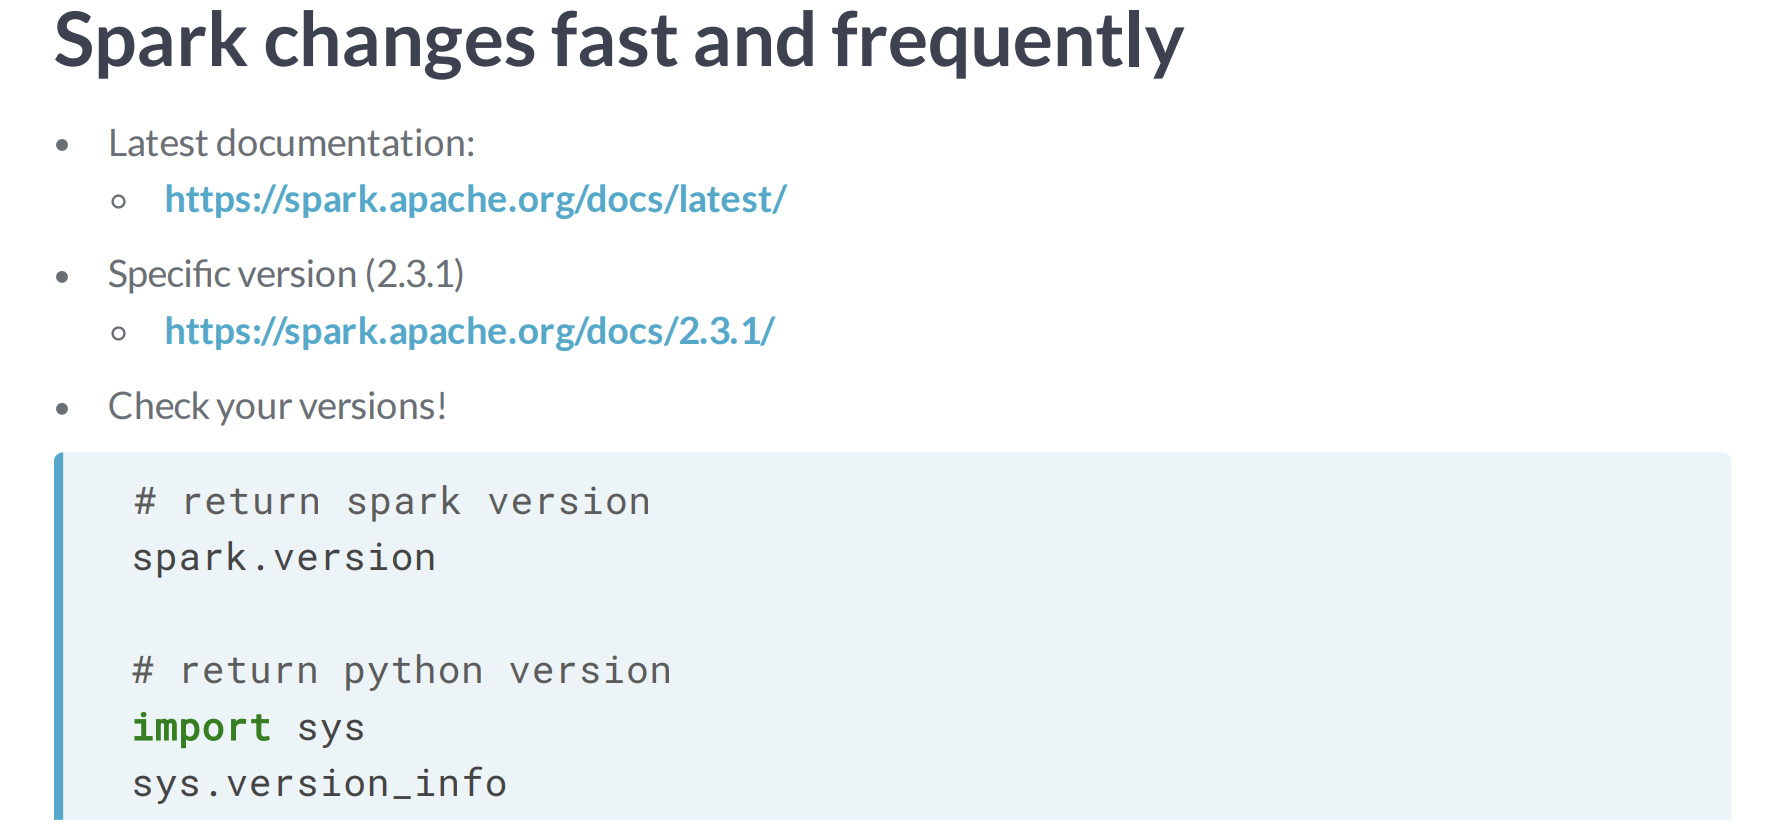 Spark changes fast and frequently
• Latest documentation:
◦ https://spark.apache.org/docs/latest/
• Specific version (2.3.1)
◦ https://spark.apache.org/docs/2.3.1/
• Check your versions!
# return spark version
spark.version
# return python version
import sys
sys.version_info